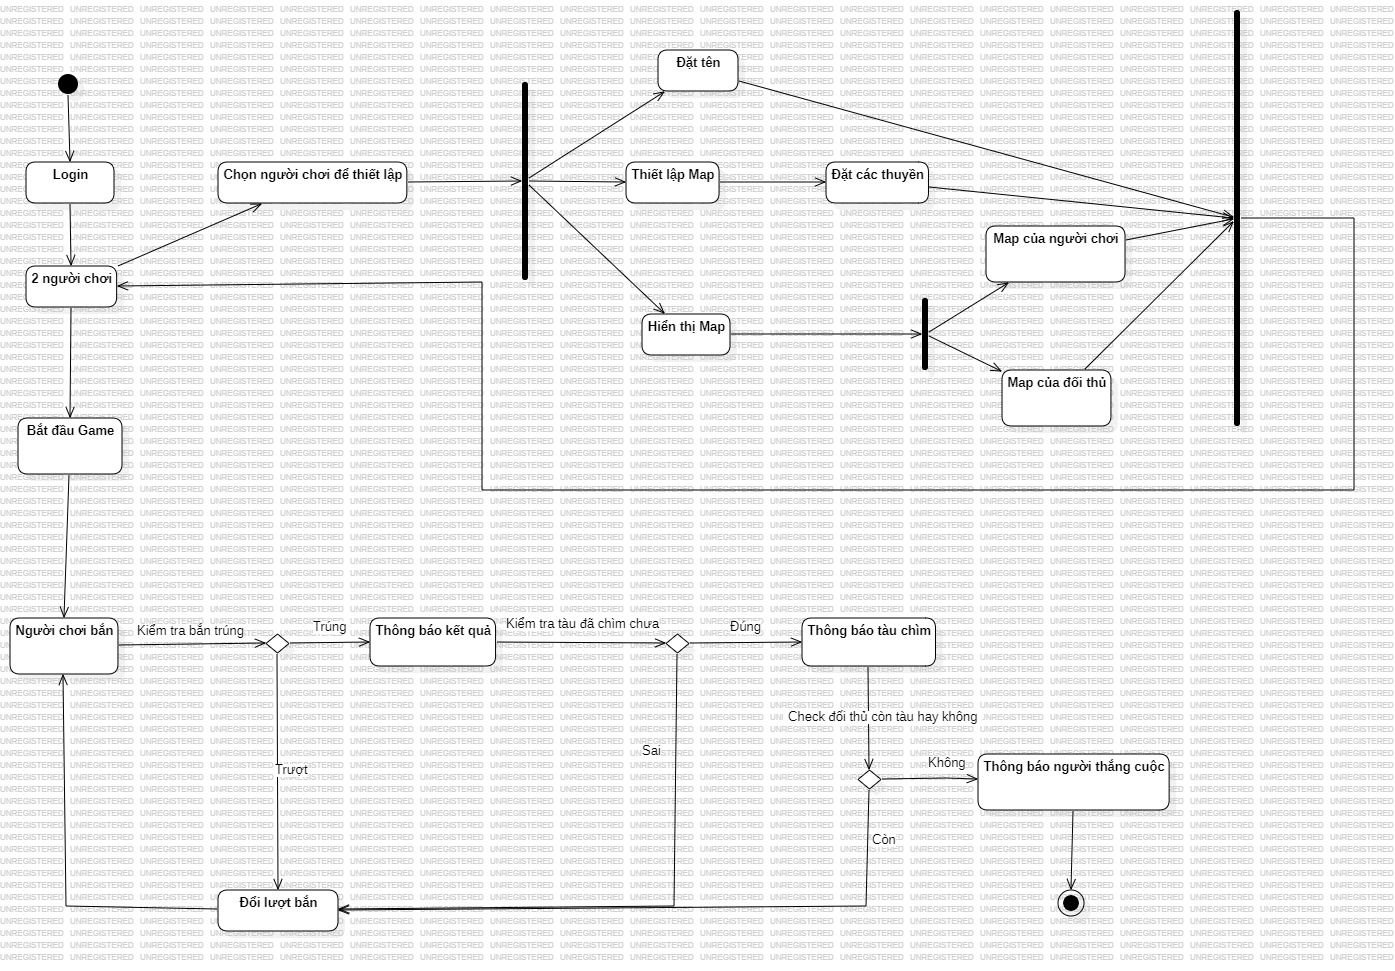 Đặt tên
Login
Chọn người chơi để thiết lập
Thiết lập Map
Đặt các thuyền
Map của người chơi
2 người chơi
Hiển thị Map
Map của đối thủ
Bắt đầu Game
Người chơi bắn
Kiểm tra bắn trúng
Trúng
Thông báo kết quả
Kiểm tra tàu đã chìm chưa
Đúng
Thông báo tàu chìm
Check đối thủ còn tàu hay không
Sai
Trượt
Không
Thông báo người thắng cuộc
Còn
Đổi lượt bắn
UNREGISTERED